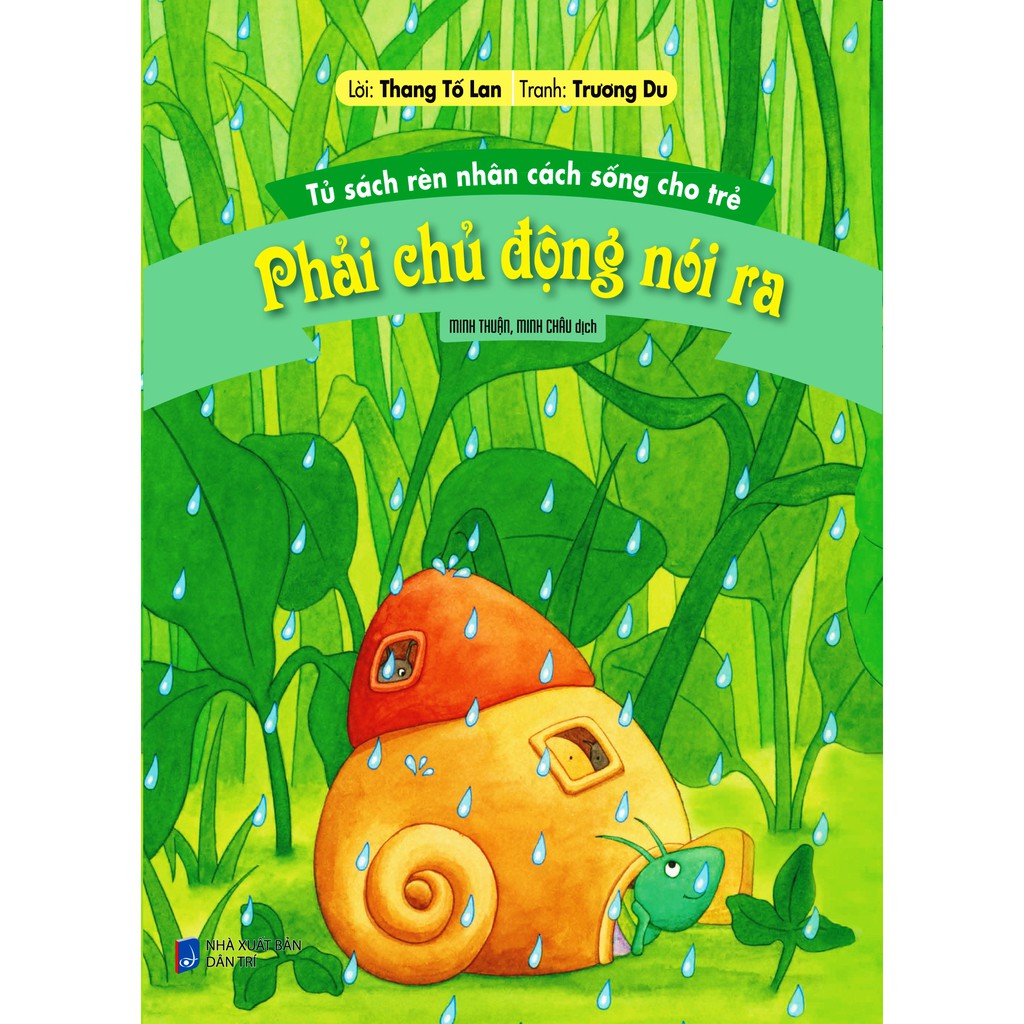 Lời: Thang Tố Lan Tranh: Trương Du
Tủ sách rèn nhân cách sống cho trẻ
Phải chủ động nói ra
MINH THUẬN, MINH CHÂU dịch
NHÀ XUẤT BẢN
DÂN TRÍ